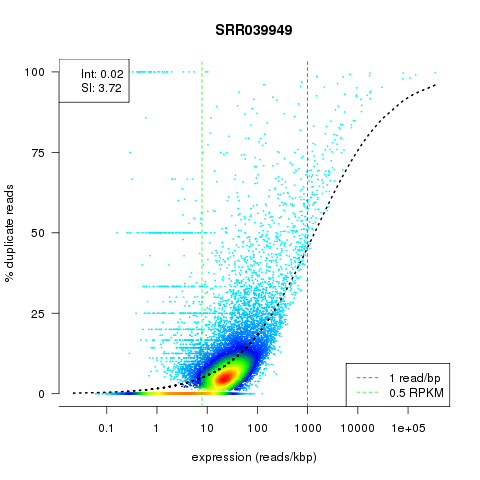 SRR039949
Int: 0.02
Sl: 3.72
% duplicate reads
100
75
50
25
0
1 read/bp
0.5 RPKM
0.1 1 10 100 1000 10000 1e+05
expression (reads/kbp)